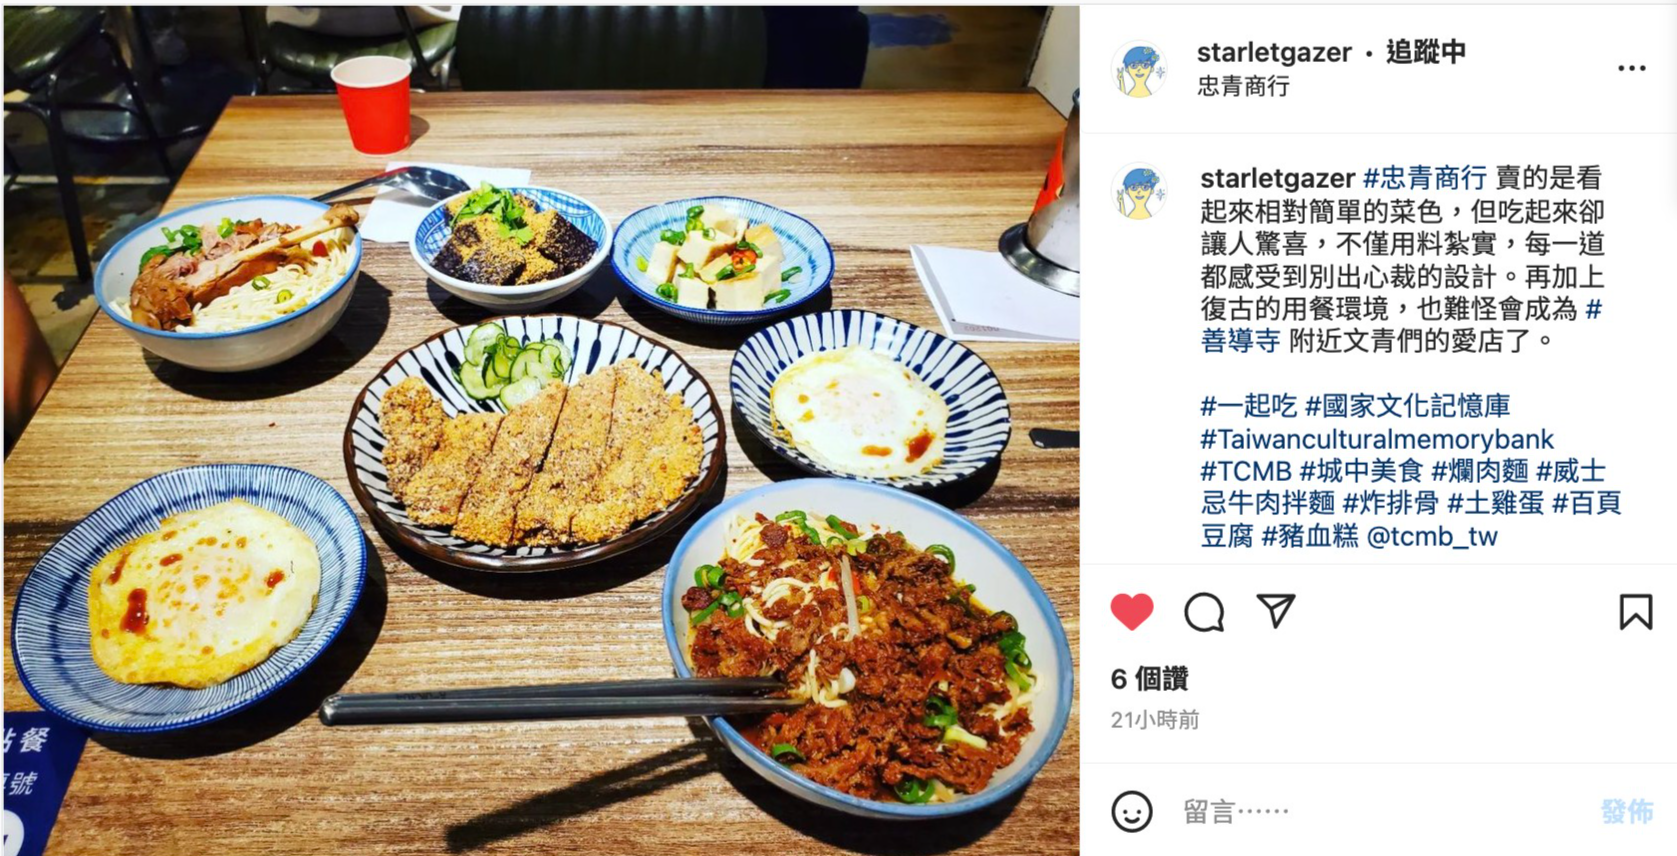 starletgazer • 追蹤中
忠青商行
starletgazer #忠青商行 賣的是看
起來相對簡單的菜色，但吃起來卻
讓人驚喜，不僅用料紮實，每一道
都感受到別出心裁的設計。再加上
復古的用餐環境，也難怪會成為 #
善導寺 附近文青們的愛店了。
#一起吃 #國家文化記憶庫
#Taiwanculturalmemorybank
#TCMB #城中美食 #爛肉麵 #威士
忌牛肉拌麵 #炸排骨 #土雞蛋 #百頁
豆腐 #豬血糕 @tcmb_tw
6 個讚
21小時前
留言⋯⋯
發佈
點餐
號